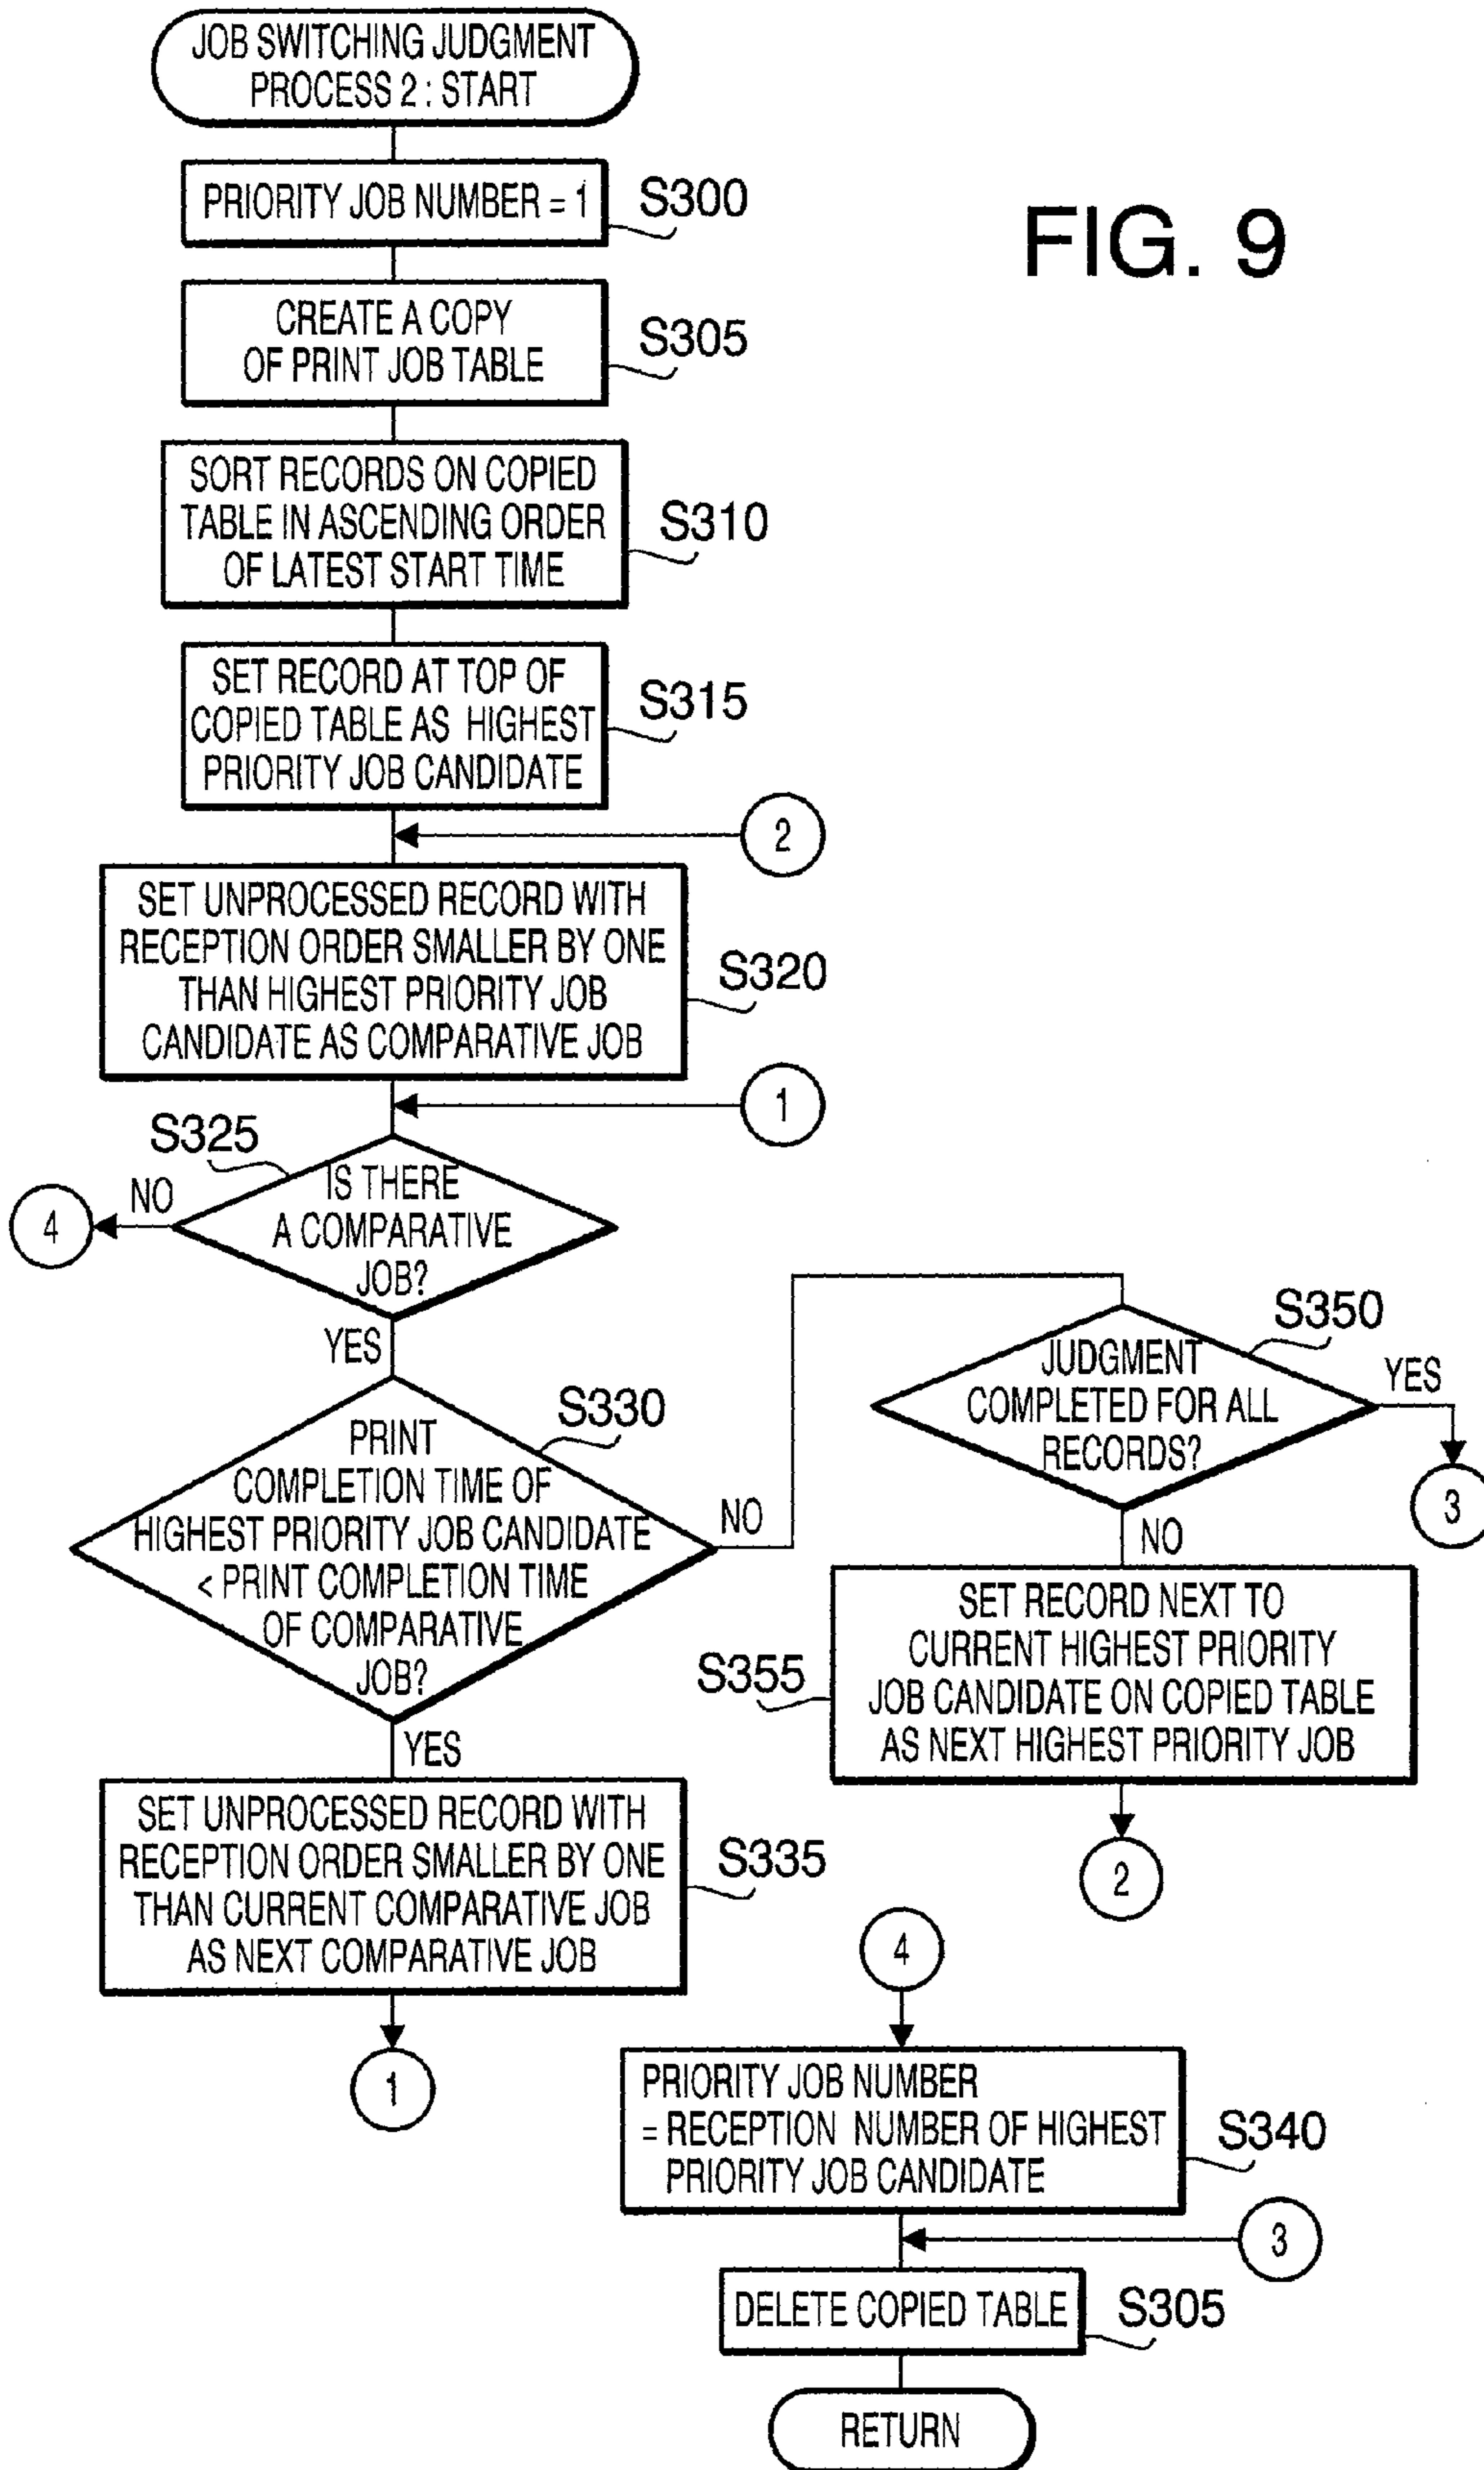 JOB SWITCHING JUDGMENT
PROCESS 2 : START
FIG. 9
PRIORITY JOB NUMBER = 1
S300
CREATE A COPY
OF PRINT JOB TABLE
S305
SORT RECORDS ON COPIED
TABLE IN ASCENDING ORDER
OF LATEST START TIME
S310
SET RECORD AT TOP OF
COPIED TABLE AS HIGHEST
PRIORITY JOB CANDIDATE
S315
2
SET UNPROCESSED RECORD WITH
RECEPTION ORDER SMALLER BY ONE
THAN HIGHEST PRIORITY JOB
CANDIDATE AS COMPARATIVE JOB
S320
1
S325
IS THERE
A COMPARATIVE
JOB?
NO
4
YES
PRINT
COMPLETION TIME OF
HIGHEST PRIORITY JOB CANDIDATE
< PRINT COMPLETION TIME
OF COMPARATIVE
JOB?
S330
NO
YES
SET UNPROCESSED RECORD WITH
RECEPTION ORDER SMALLER BY ONE
THAN CURRENT COMPARATIVE JOB
AS NEXT COMPARATIVE JOB
S335
1
S350
JUDGMENT
COMPLETED FOR ALL
RECORDS?
YES
3
NO
SET RECORD NEXT TO
CURRENT HIGHEST PRIORITY
JOB CANDIDATE ON COPIED TABLE
AS NEXT HIGHEST PRIORITY JOB
S355
2
4
PRIORITY JOB NUMBER
= RECEPTION NUMBER OF HIGHEST
PRIORITY JOB CANDIDATE
S340
3
DELETE COPIED TABLE
S305
RETURN